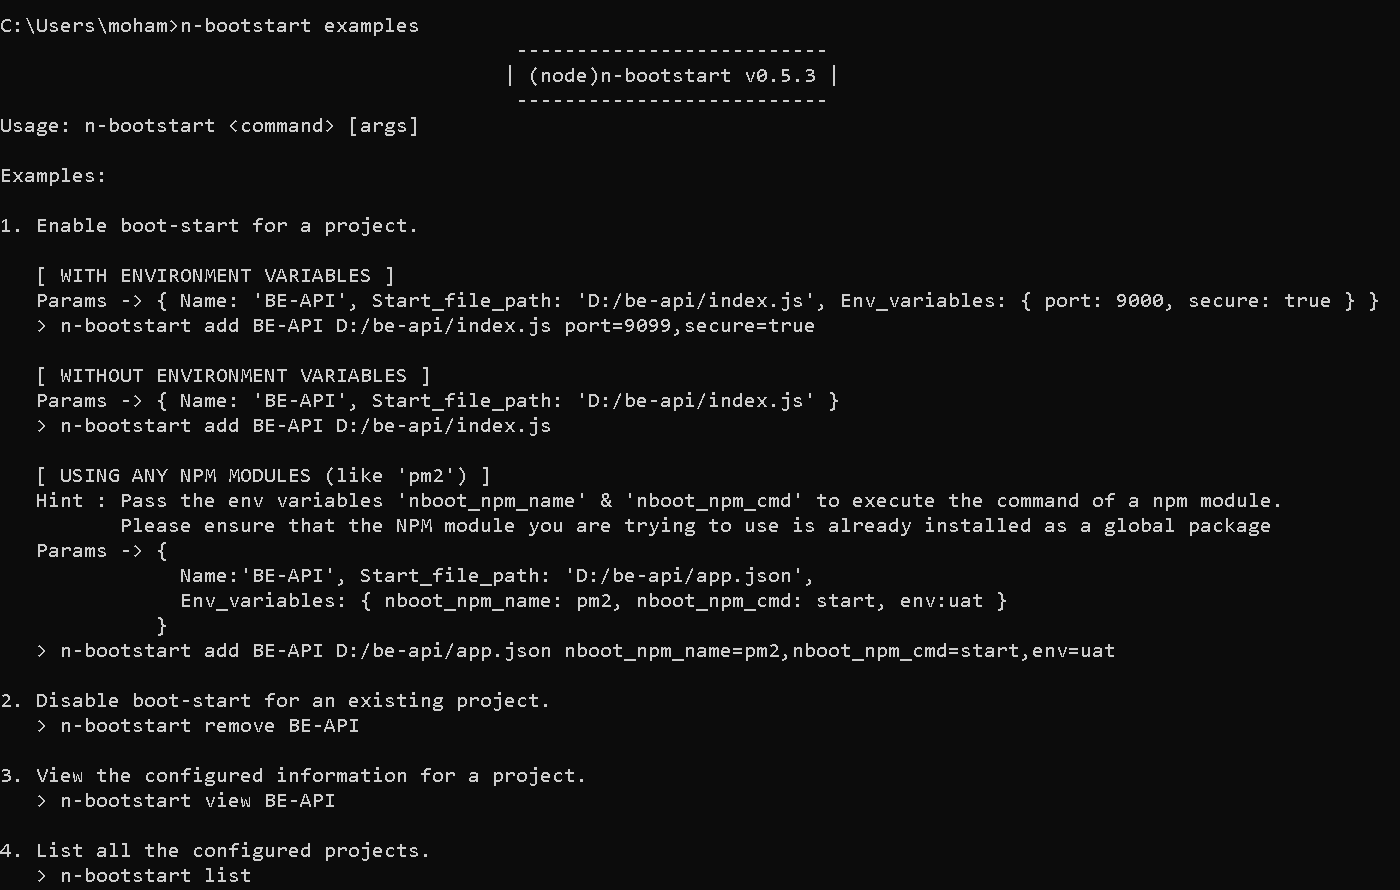 C:\Users\moham>n-bootstart examples
--------------------------
| (node)n-bootstart v0.5.3 |
--------------------------
Usage: n-bootstart <command> [args]
Examples:
1. Enable boot-start for a project.
[ WITH ENVIRONMENT VARIABLES ]
Params -> { Name: 'BE-API', Start_file_path: 'D:/be-api/index.js', Env_variables: { port: 9000, secure: true } }
> n-bootstart add BE-API D:/be-api/index.js port=9099,secure=true
[ WITHOUT ENVIRONMENT VARIABLES ]
Params -> { Name: 'BE-API', Start_file_path: 'D:/be-api/index.js' }
> n-bootstart add BE-API D:/be-api/index.js
[ USING ANY NPM MODULES (like 'pm2') ]
Hint : Pass the env variables 'nboot_npm_name' & 'nboot_npm_cmd' to execute the command of a npm module.
Please ensure that the NPM module you are trying to use is already installed as a global package
Params -> {
Name:'BE-API', Start_file_path: 'D:/be-api/app.json',
Env_variables: { nboot_npm_name: pm2, nboot_npm_cmd: start, env:uat }
}
> n-bootstart add BE-API D:/be-api/app.json nboot_npm_name=pm2,nboot_npm_cmd=start,env=uat
2. Disable boot-start for an existing project.
> n-bootstart remove BE-API
3. View the configured information for a project.
> n-bootstart view BE-API
4. List all the configured projects.
> n-bootstart list